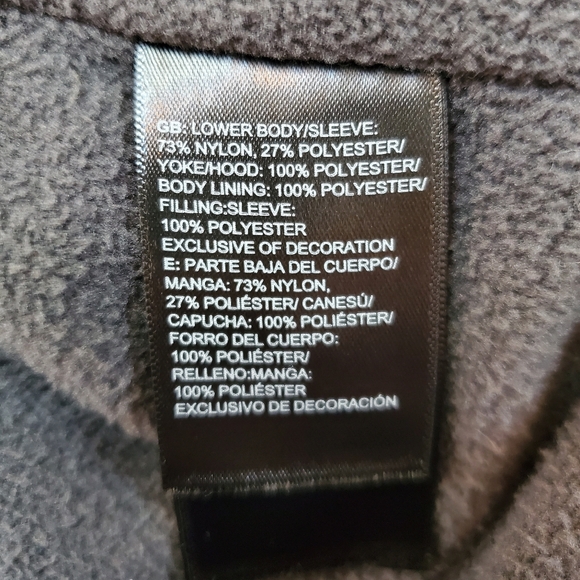 GB: LOWER BODY/SLEEVE:
73% NYLON, 27% POLYESTER/
YOKE/HOOD: 100% POLYESTER/
BODY LINING: 100% POLYESTER/
FILLING:SLEEVE:
100% POLYESTER
EXCLUSIVE OF DECORATION
E: PARTE BAJA DEL CUERPO/
MANGA: 73% NYLON,
27% POLIÉSTER/ CANESÚ/
CAPUCHA: 100% POLIÉSTER/
FORRO DEL CUERPO:
100% POLIÉSTER/
RELLENO:MANGA:
100% POLIÉSTER
EXCLUSIVO DE DECORACIÓN